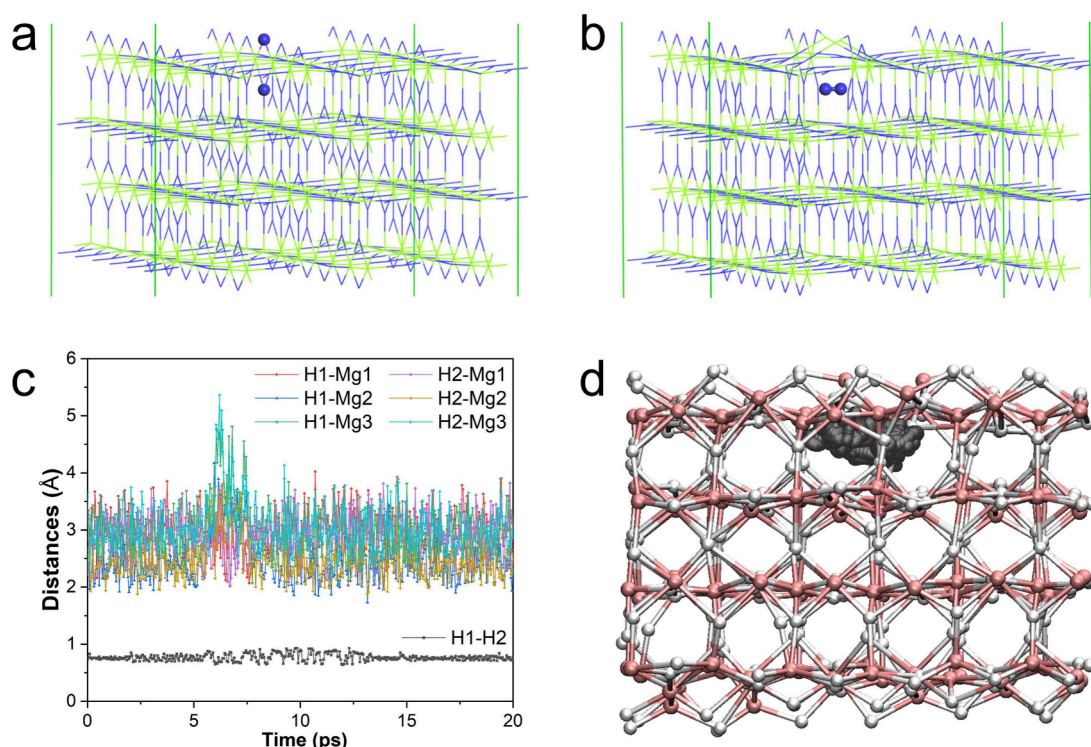 a
b
c
6
5
4
3
2
1
0
Distances (Å)
H1-Mg1 H2-Mg1
H1-Mg2 H2-Mg2
H1-Mg3 H2-Mg3
H1-H2
0 5 10 15 20
Time (ps)
d